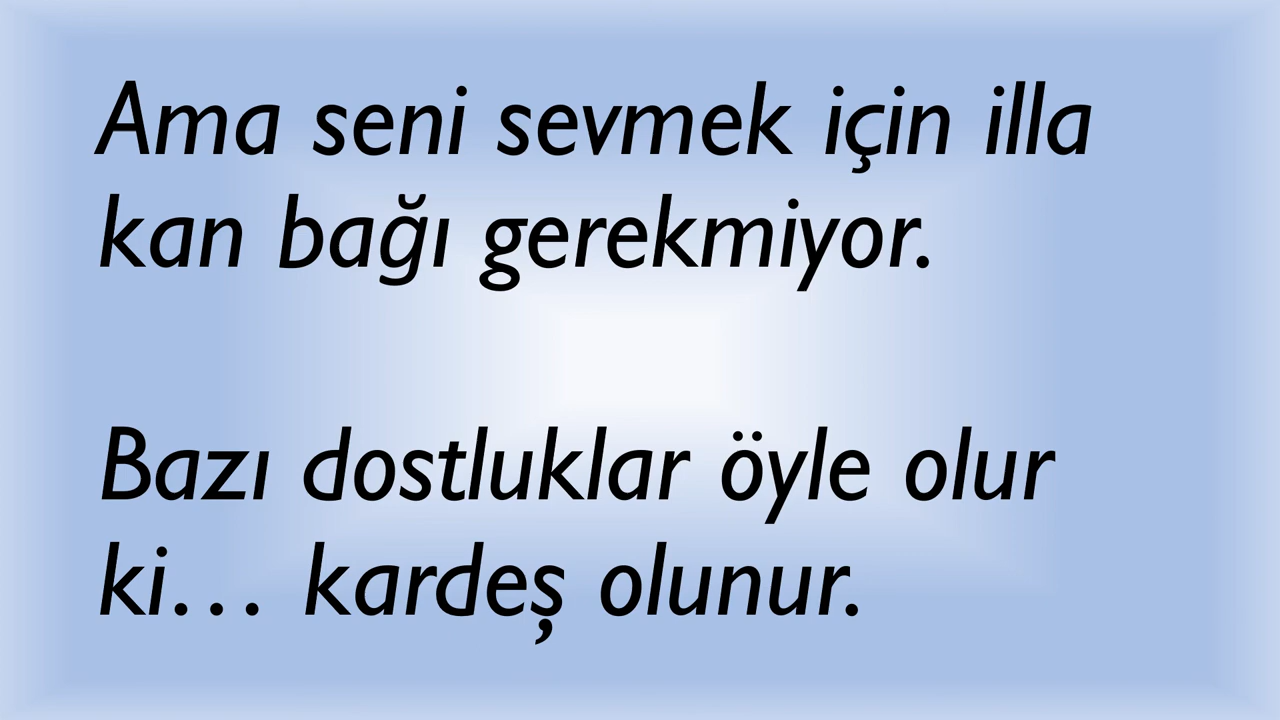 Ama seni sevmek için illa
kan bağı gerekmiyor.
Bazı dostluklar öyle olur
ki… kardeş olunur.